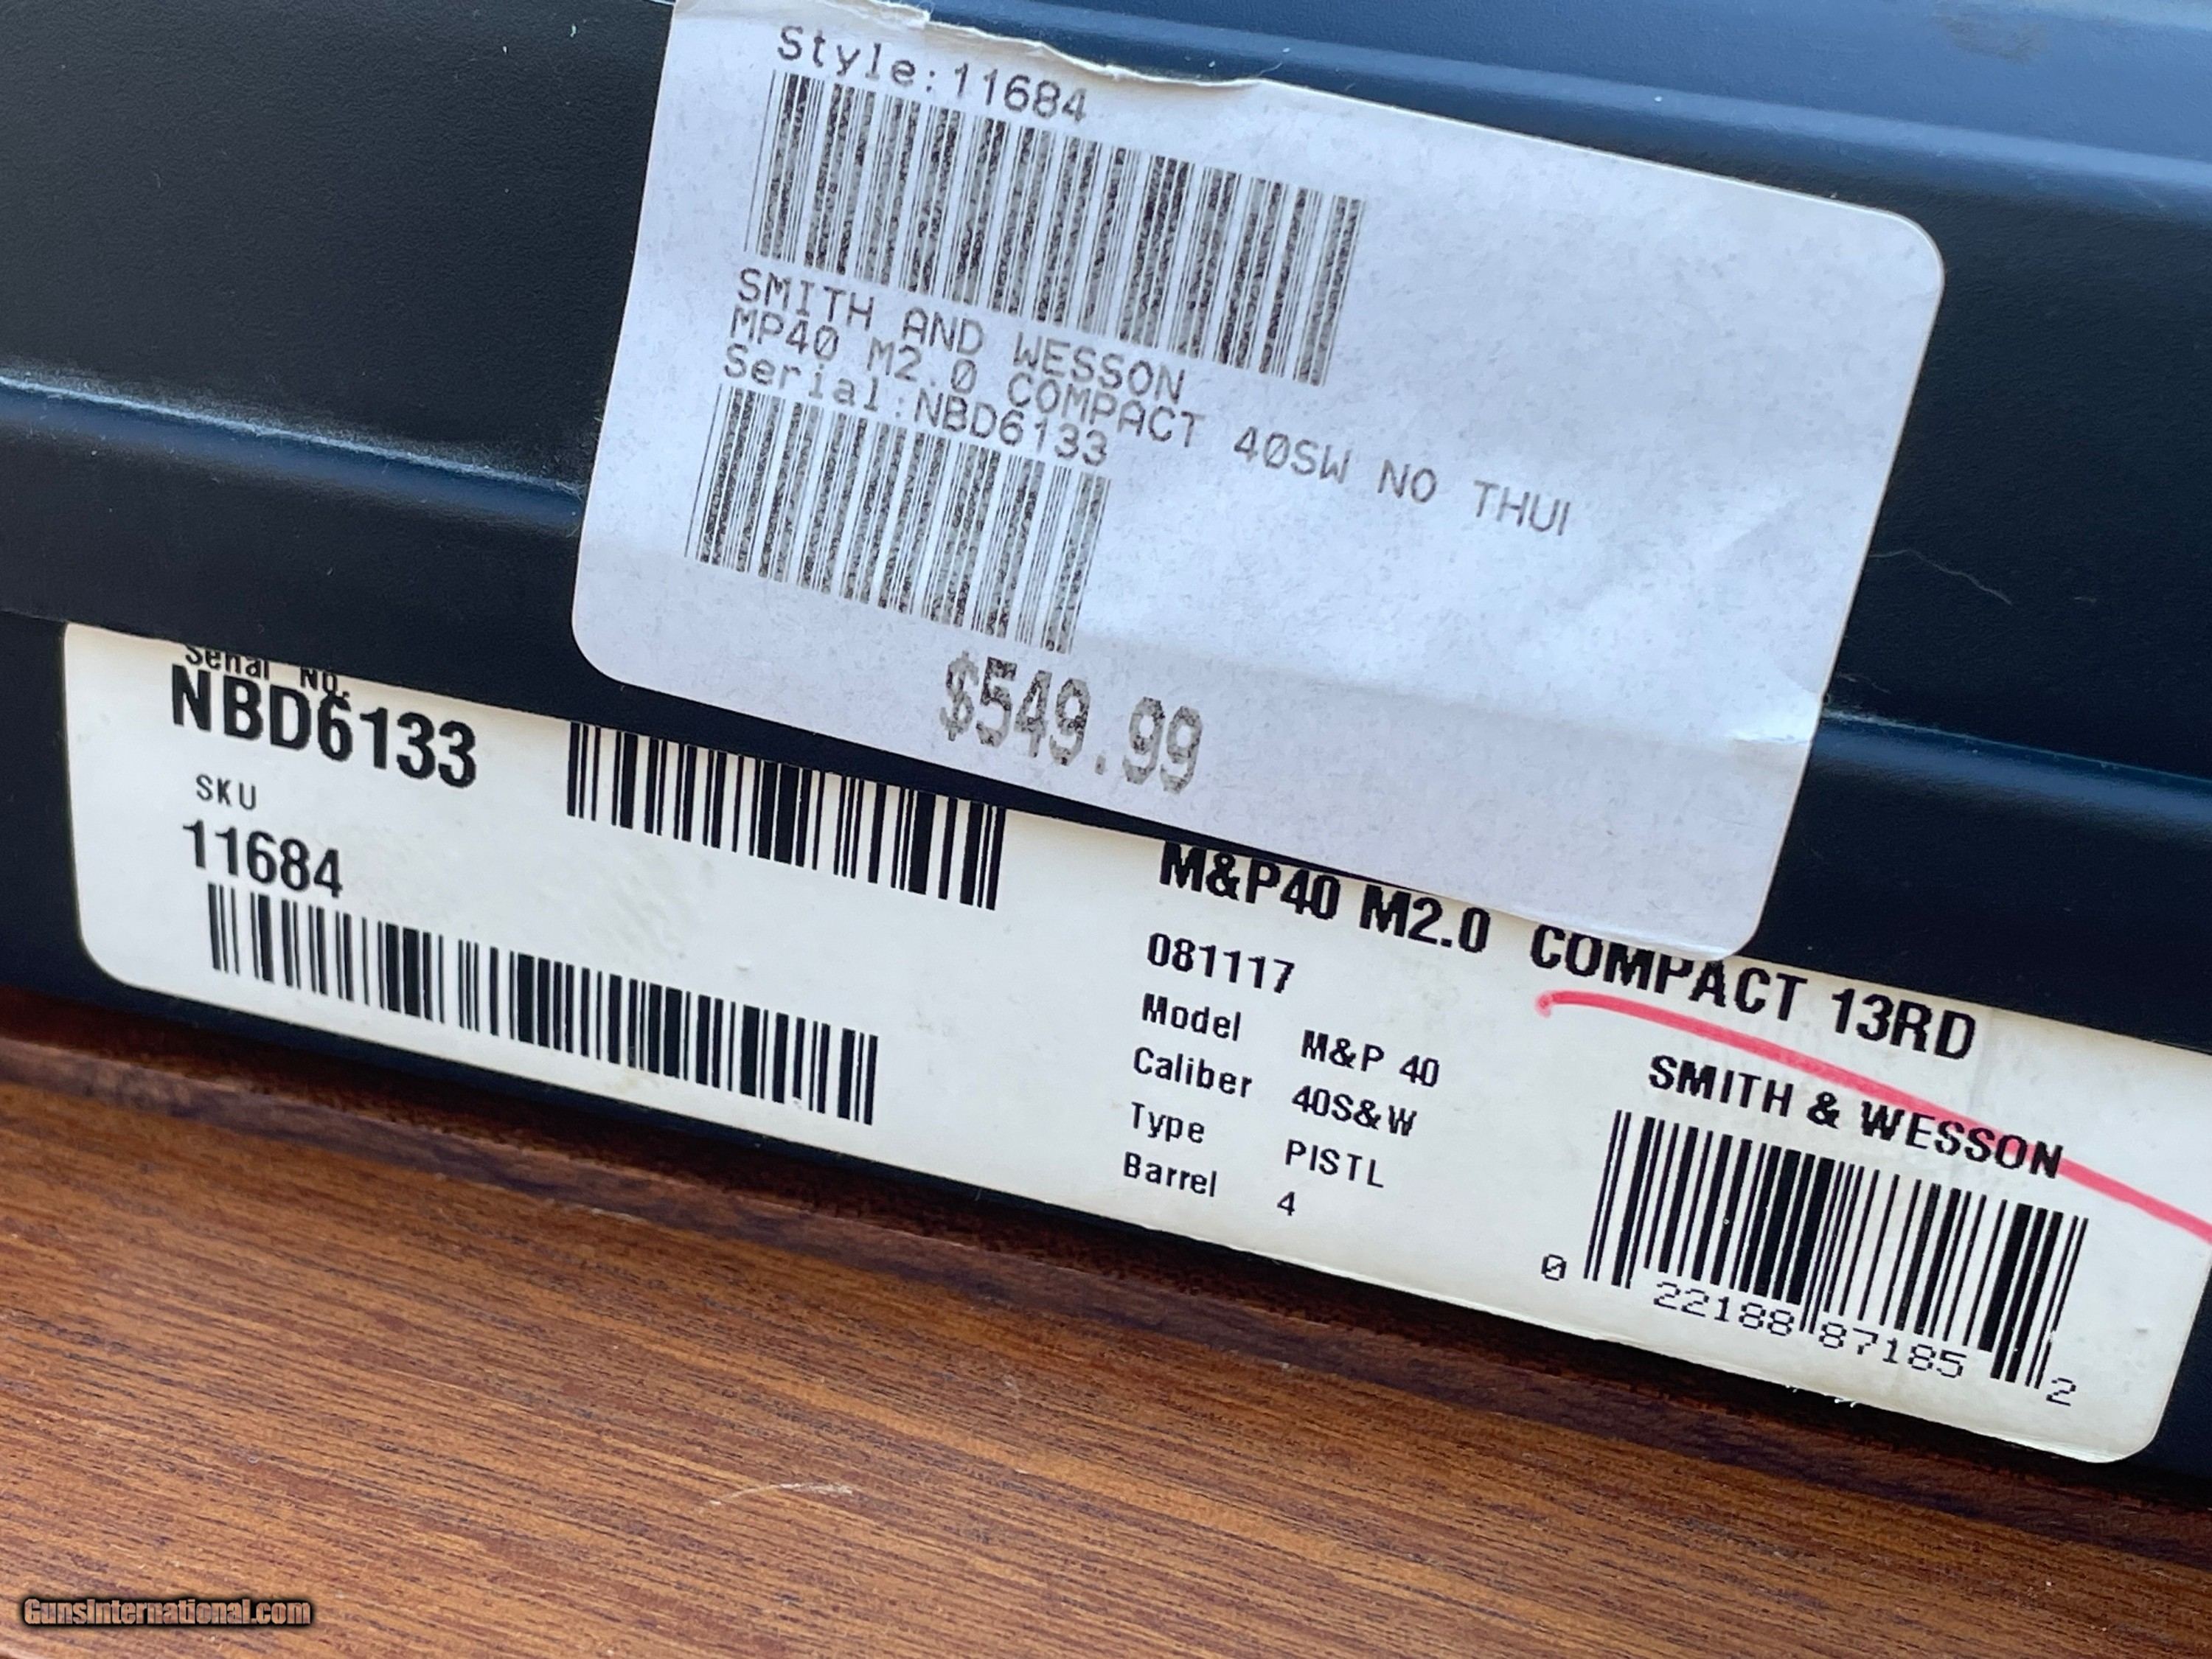 Style:11684
SMITH AND WESSON
MP40 M2.0 COMPACT 40SW NO THUI
Serial:NBD6133
$549.99
Serial No.
NBD6133
SKU
11684
M&P40 M2.0 COMPACT 13RD
081117
Model M&P 40
Caliber 40S&W
Type PISTL
Barrel 4
SMITH & WESSON
0 22188 87185 2
GunsInternational.com